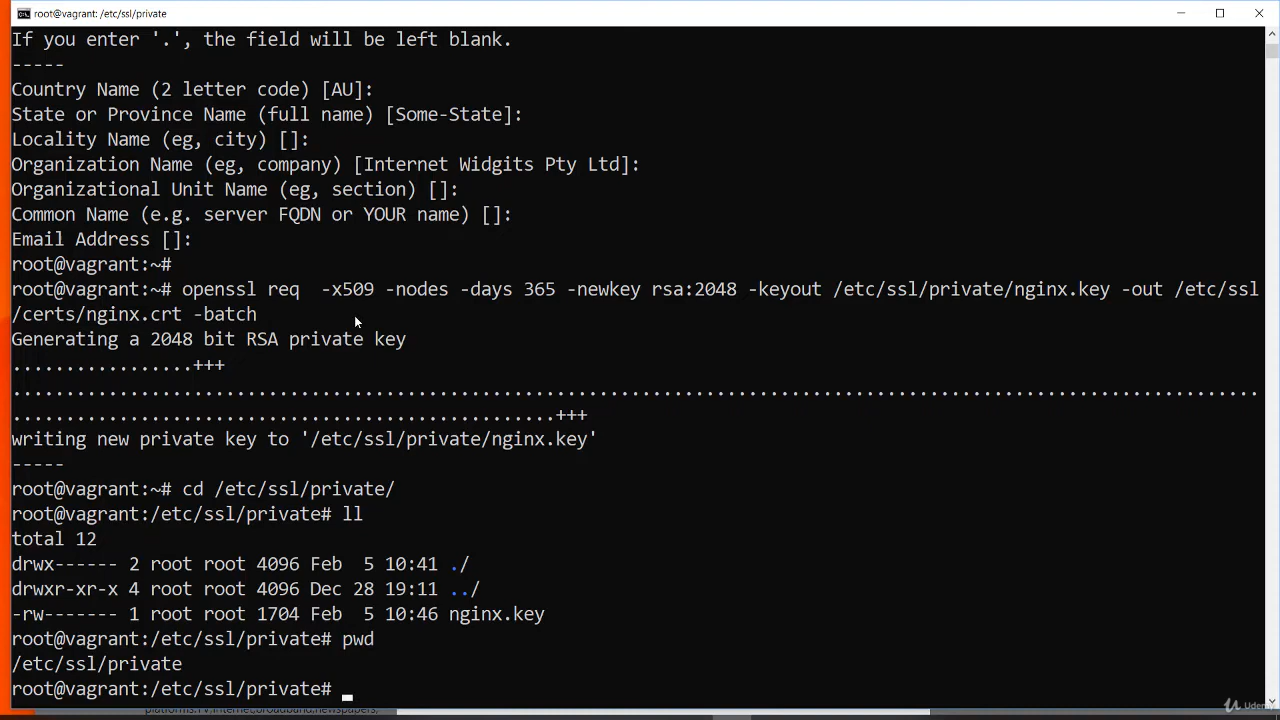 root@vagrant: /etc/ssl/private
If you enter '.', the field will be left blank.
-----
Country Name (2 letter code) [AU]:
State or Province Name (full name) [Some-State]:
Locality Name (eg, city) []:
Organization Name (eg, company) [Internet Widgits Pty Ltd]:
Organizational Unit Name (eg, section) []:
Common Name (e.g. server FQDN or YOUR name) []:
Email Address []:
root@vagrant:~#
root@vagrant:~# openssl req  -x509 -nodes -days 365 -newkey rsa:2048 -keyout /etc/ssl/private/nginx.key -out /etc/ssl
/certs/nginx.crt -batch
Generating a 2048 bit RSA private key
.................+++
.....................................................................................................................
...................................................+++
writing new private key to '/etc/ssl/private/nginx.key'
-----
root@vagrant:~# cd /etc/ssl/private/
root@vagrant:/etc/ssl/private# ll
total 12
drwx------ 2 root root 4096 Feb  5 10:41 ./
drwxr-xr-x 4 root root 4096 Dec 28 19:11 ../
-rw------- 1 root root 1704 Feb  5 10:46 nginx.key
root@vagrant:/etc/ssl/private# pwd
/etc/ssl/private
root@vagrant:/etc/ssl/private#
platforms.TV,Internet,broadband,newspapers,
Udemy